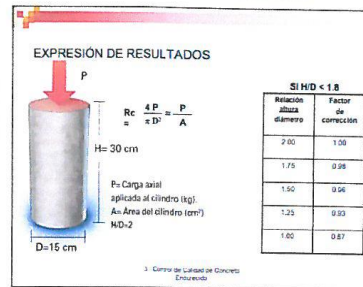 EXPRESIÓN DE RESULTADOS
P
Rc = 4 P / π D² = P / A
H= 30 cm
P= Carga axial
aplicada al cilindro (kg).
A= Área del cilindro (cm²)
H/D=2
D=15 cm
SI H/D < 1.8
Relación altura diámetro | Factor de corrección
2.00 | 1.00
1.75 | 0.98
1.50 | 0.96
1.25 | 0.93
1.00 | 0.87
3. Control de Calidad de Concreto
Endurecido